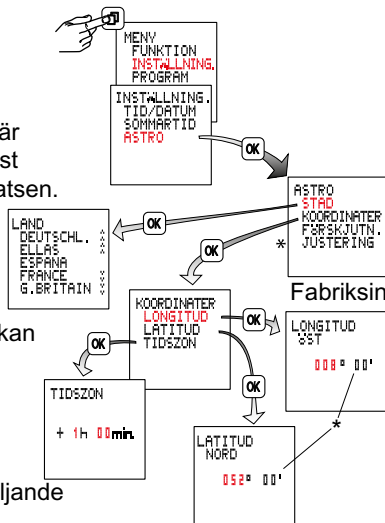 MENY
FUNKTION
INSTÄLLNING.
PROGRAM
INSTÄLLNING.
TID/DATUM
SOMMARTID
ASTRO
är
st
atsen.
OK
ASTRO
STAD
KOORDINATER
FÖRSKJUTN.
* JUSTERING
OK
LAND
DEUTSCHL.
ELLAS
ESPANA
FRANCE
G.BRITAIN
OK
Fabriksin
KOORDINATER
LONGITUD
LATITUD
TIDSZON
OK
LONGITUD
ÖST
008° 00'
kan
OK
OK
TIDSZON
+ 1h 00min.
*
LATITUD
NORD
052° 00'
ljande